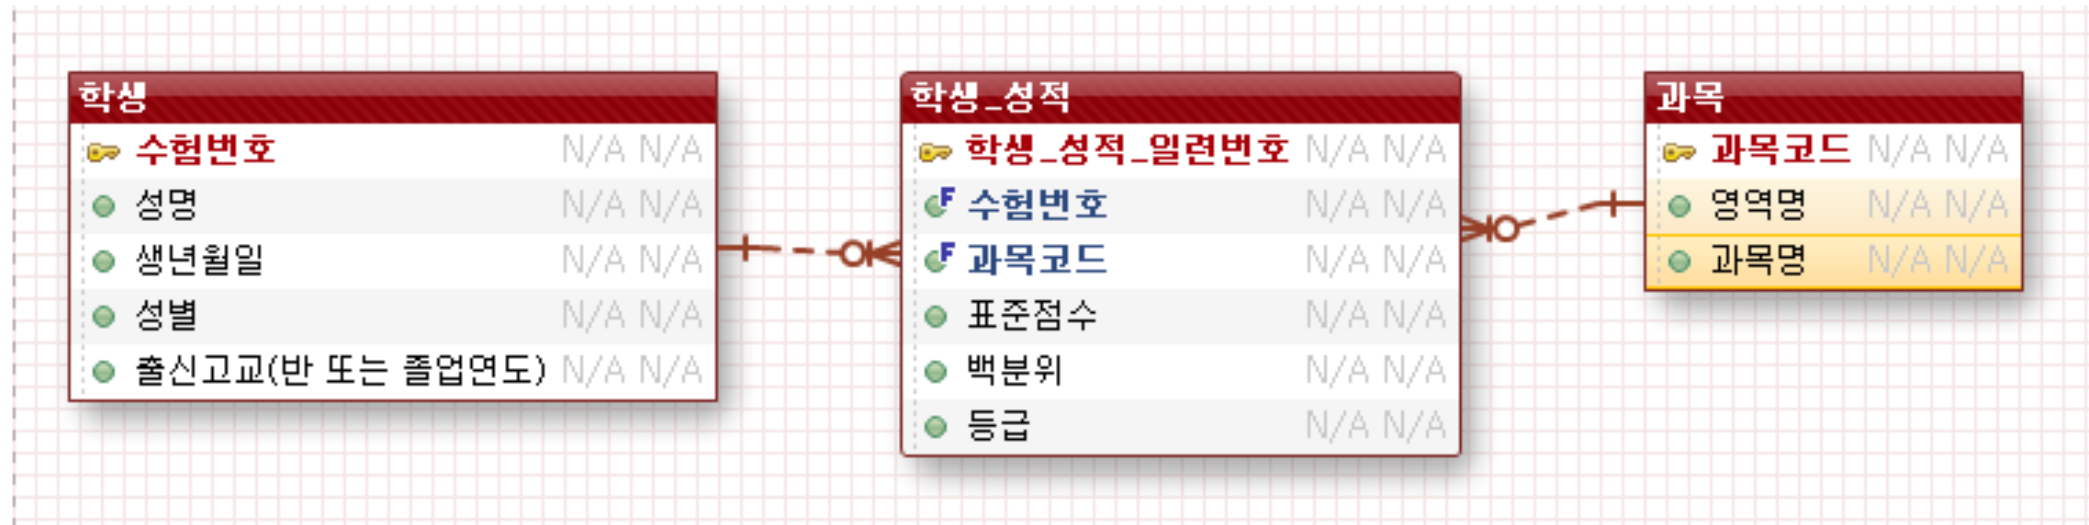 학생
수험번호 N/A N/A
성명 N/A N/A
생년월일 N/A N/A
성별 N/A N/A
출신고교(반 또는 졸업연도) N/A N/A
학생_성적
학생_성적_일련번호 N/A N/A
F 수험번호 N/A N/A
F 과목코드 N/A N/A
표준점수 N/A N/A
백분위 N/A N/A
등급 N/A N/A
과목
과목코드 N/A N/A
영역명 N/A N/A
과목명 N/A N/A